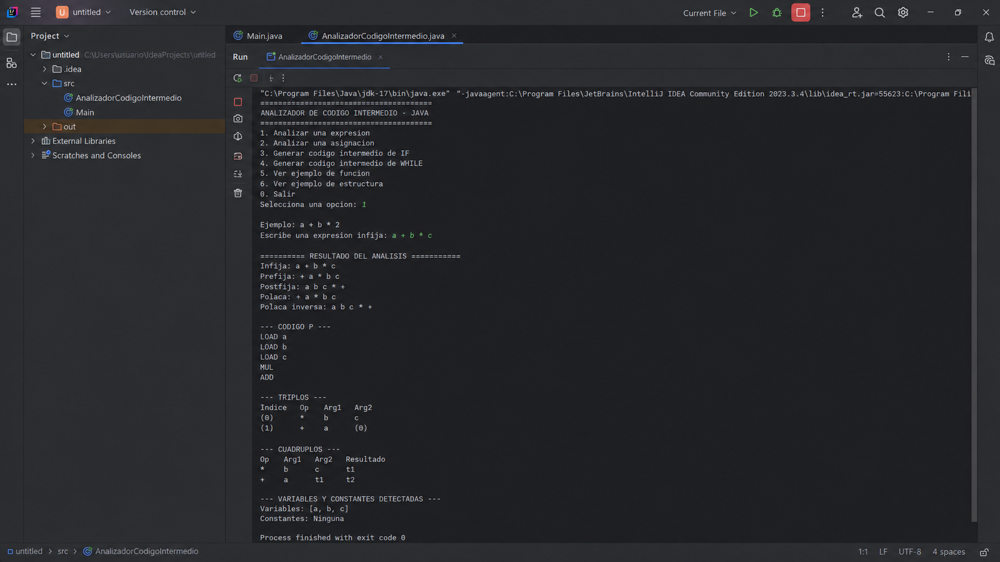 U untitled Version control Current File
Project Main.java AnalizadorCodigoIntermedio.java
untitled C:\Users\usuario\IdeaProjects\untitled
.idea
src
AnalizadorCodigoIntermedio
Main
out
External Libraries
Scratches and Consoles
Run AnalizadorCodigoIntermedio
"C:\Program Files\Java\jdk-17\bin\java.exe" "-javaagent:C:\Program Files\JetBrains\IntelliJ IDEA Community Edition 2023.3.4\lib\idea_rt.jar=55623:C:\Program Fili
=======================================
ANALIZADOR DE CODIGO INTERMEDIO - JAVA
=======================================
1. Analizar una expresion
2. Analizar una asignacion
3. Generar codigo intermedio de IF
4. Generar codigo intermedio de WHILE
5. Ver ejemplo de funcion
6. Ver ejemplo de estructura
0. Salir
Selecciona una opcion: 1
Ejemplo: a + b * 2
Escribe una expresion infija: a + b * c
========== RESULTADO DEL ANALISIS ===========
Infija: a + b * c
Prefija: + a * b c
Postfija: a b c * +
Polaca: + a * b c
Polaca inversa: a b c * +
--- CODIGO P ---
LOAD a
LOAD b
LOAD c
MUL
ADD
--- TRIPLOS ---
Indice Op Arg1 Arg2
(0) * b c
(1) + a (0)
--- CUADRUPLOS ---
Op Arg1 Arg2 Resultado
* b c t1
+ a t1 t2
--- VARIABLES Y CONSTANTES DETECTADAS ---
Variables: [a, b, c]
Constantes: Ninguna
Process finished with exit code 0
untitled > src > AnalizadorCodigoIntermedio 1:1 LF UTF-8 4 spaces